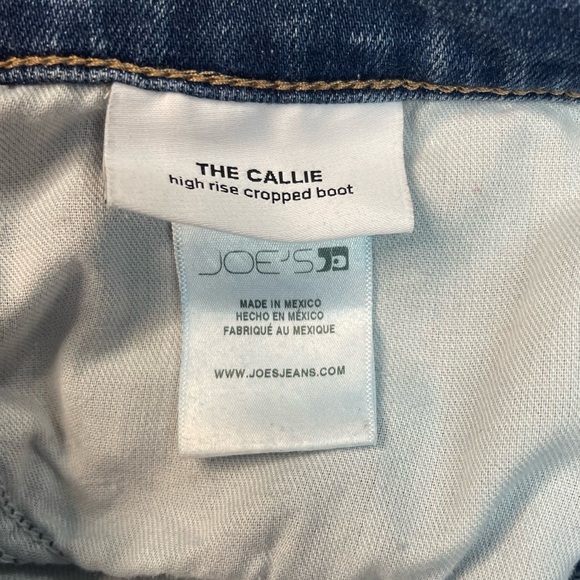 THE CALLIE
high rise cropped boot
JOE'S
MADE IN MEXICO
HECHO EN MÉXICO
FABRIQUÉ AU MEXIQUE
WWW.JOESJEANS.COM